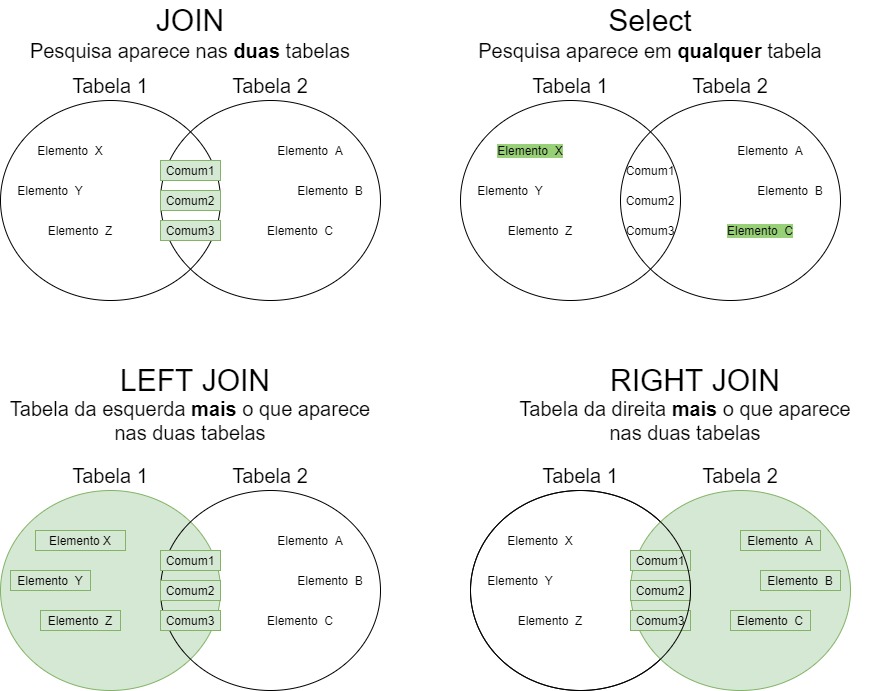 JOIN
Pesquisa aparece nas duas tabelas
Tabela 1
Tabela 2
Elemento X
Elemento Y
Elemento Z
Comum1
Comum2
Comum3
Elemento A
Elemento B
Elemento C
Select
Pesquisa aparece em qualquer tabela
Tabela 1
Tabela 2
Elemento X
Elemento Y
Elemento Z
Comum1
Comum2
Comum3
Elemento A
Elemento B
Elemento C
LEFT JOIN
Tabela da esquerda mais o que aparece
nas duas tabelas
Tabela 1
Tabela 2
Elemento X
Elemento Y
Elemento Z
Comum1
Comum2
Comum3
Elemento A
Elemento B
Elemento C
RIGHT JOIN
Tabela da direita mais o que aparece
nas duas tabelas
Tabela 1
Tabela 2
Elemento X
Elemento Y
Elemento Z
Comum1
Comum2
Comum3
Elemento A
Elemento B
Elemento C